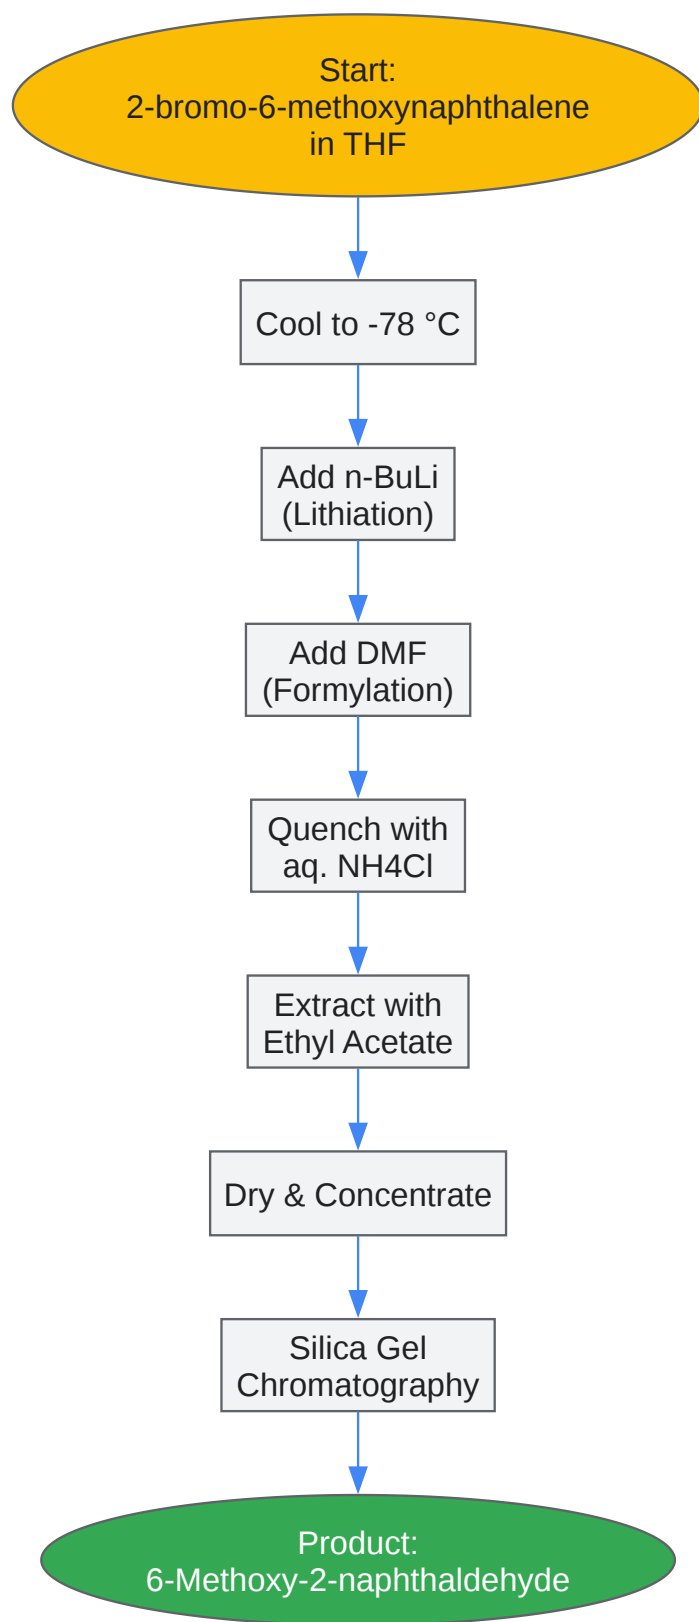 Start:
2-bromo-6-methoxynaphthalene
in THF
Cool to -78 °C
Add n-BuLi
(Lithiation)
Add DMF
(Formylation)
Quench with
aq. NH4Cl
Extract with
Ethyl Acetate
Dry & Concentrate
Silica Gel
Chromatography
Product:
6-Methoxy-2-naphthaldehyde